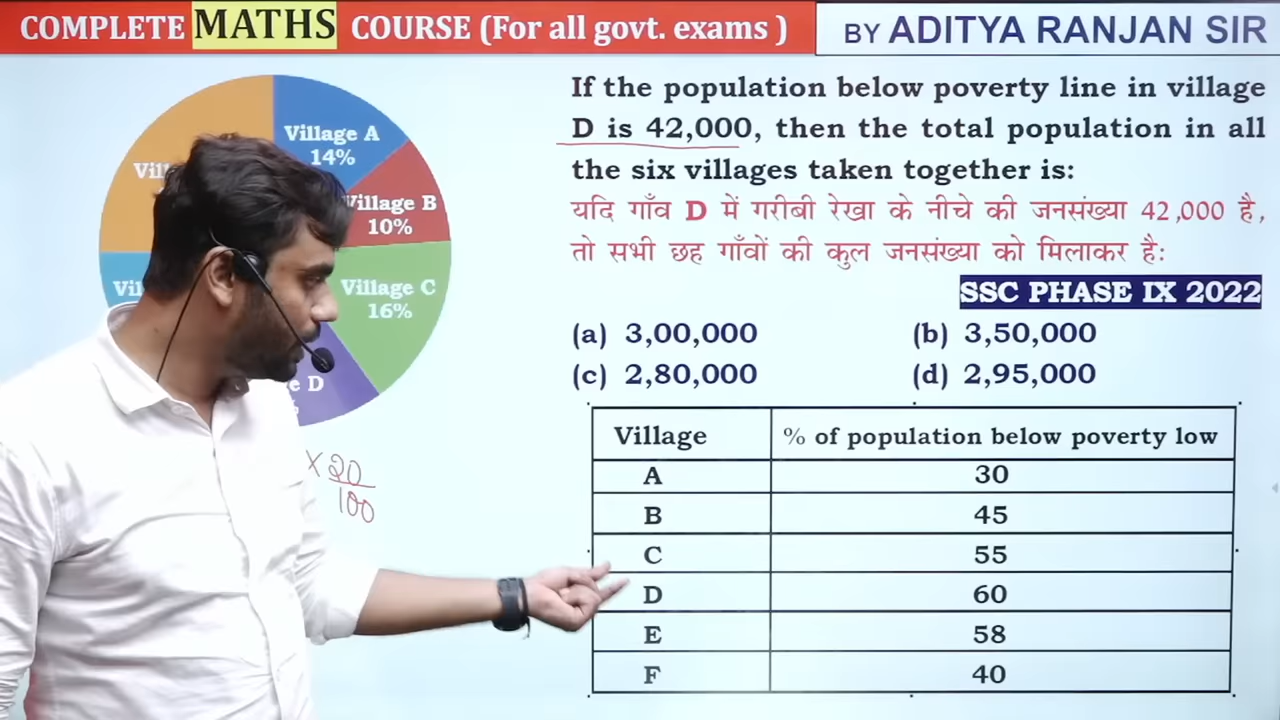 COMPLETE MATHS COURSE (For all govt. exams )
BY ADITYA RANJAN SIR
If the population below poverty line in village
D is 42,000, then the total population in all
the six villages taken together is:
यदि गाँव D में गरीबी रेखा के नीचे की जनसंख्या 42,000 है,
तो सभी छह गाँवों की कुल जनसंख्या को मिलाकर है:
SSC PHASE IX 2022
(a) 3,00,000 (b) 3,50,000
(c) 2,80,000 (d) 2,95,000
Village % of population below poverty low
A 30
B 45
C 55
D 60
E 58
F 40
Village A
14%
Village B
10%
Village C
16%
D
× 20
100